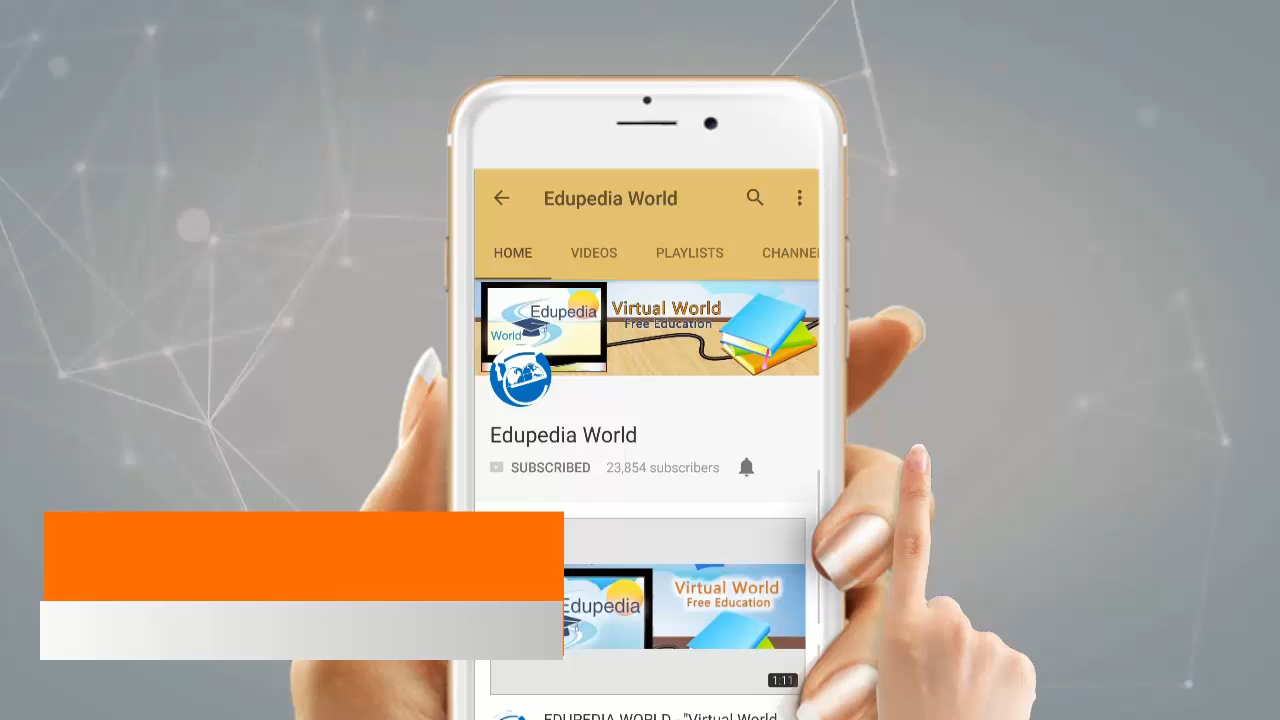 Edupedia World
HOME VIDEOS PLAYLISTS CHANNE
Edupedia
World
Virtual World
Free Education
Edupedia World
SUBSCRIBED 23,854 subscribers
Edupedia
Virtual World
Free Education
1:11
EDUPEDIA WORLD - "Virtual World